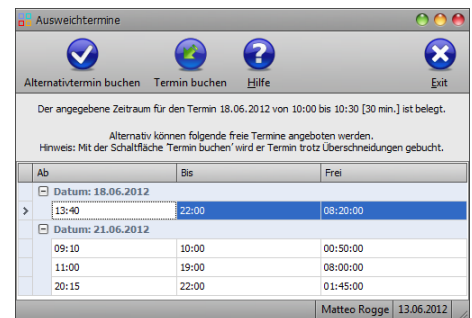 Ausweichtermine
Alternativtermin buchen Termin buchen Hilfe Exit
Der angegebene Zeitraum für den Termin 18.06.2012 von 10:00 bis 10:30 [30 min.] ist belegt.
Alternativ können folgende freie Termine angeboten werden.
Hinweis: Mit der Schaltfläche 'Termin buchen' wird er Termin trotz Überschneidungen gebucht.
Ab Bis Frei
Datum: 18.06.2012
13:40 22:00 08:20:00
Datum: 21.06.2012
09:10 10:00 00:50:00
11:00 19:00 08:00:00
20:15 22:00 01:45:00
Matteo Rogge 13.06.2012